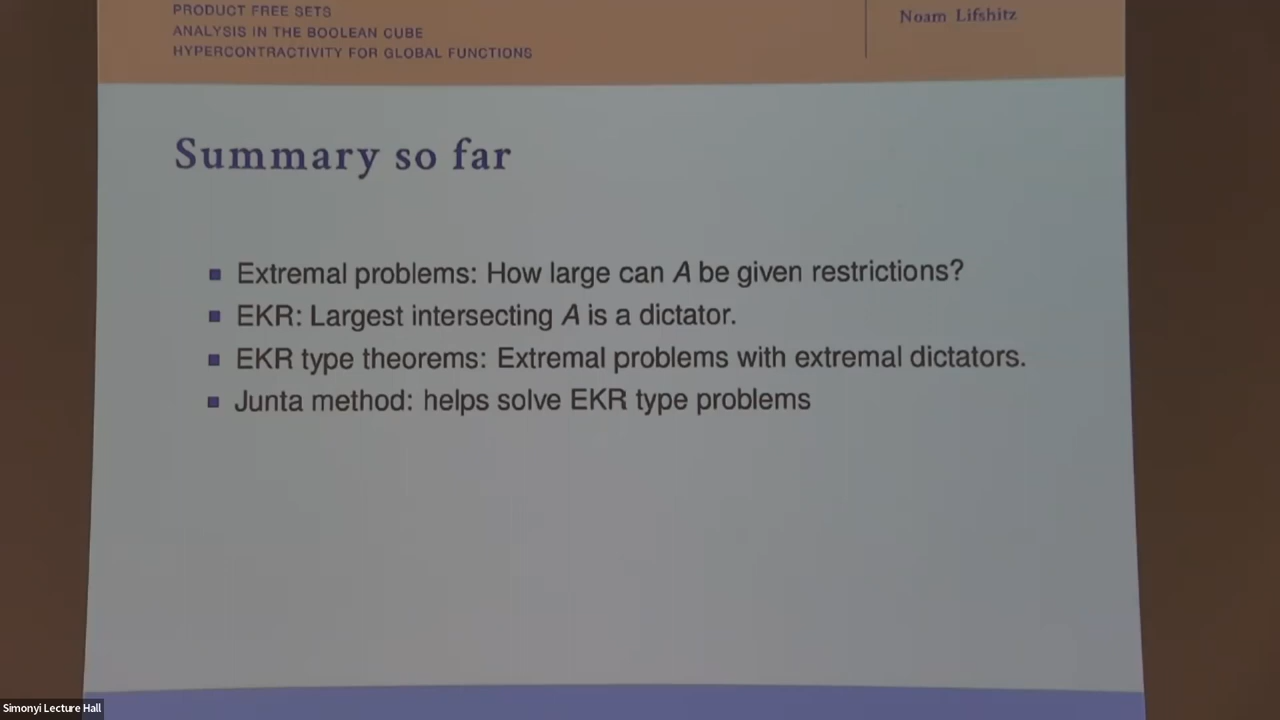 PRODUCT FREE SETS
ANALYSIS IN THE BOOLEAN CUBE
HYPERCONTRACTIVITY FOR GLOBAL FUNCTIONS
Noam Lifshitz
Summary so far
Extremal problems: How large can A be given restrictions?
EKR: Largest intersecting A is a dictator.
EKR type theorems: Extremal problems with extremal dictators.
Junta method: helps solve EKR type problems
Simonyi Lecture Hall